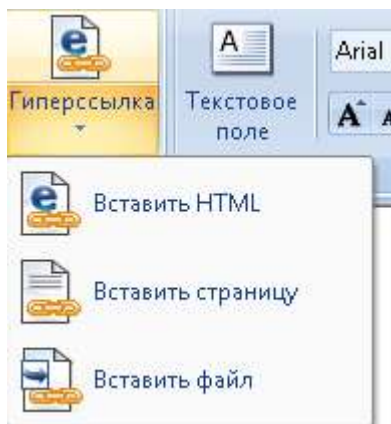 Гиперссылка
Текстовое
поле
Arial
A
Вставить HTML
Вставить страницу
Вставить файл